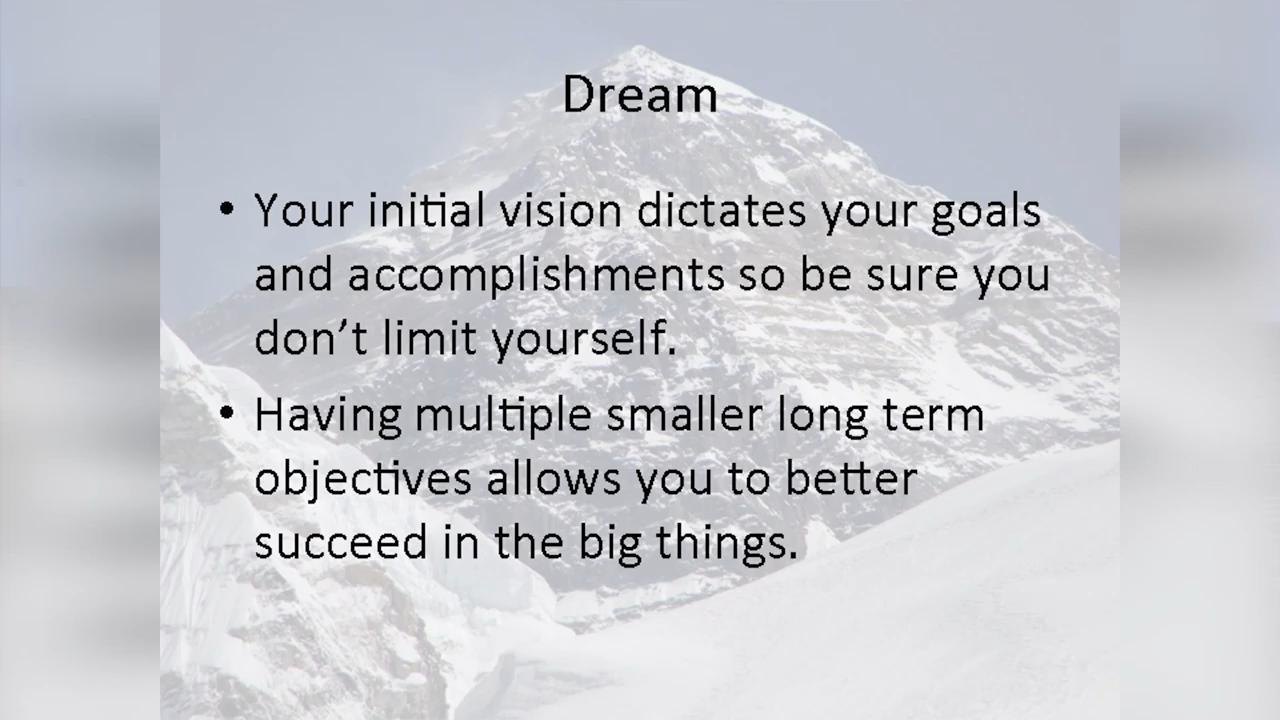 Dream
• Your initial vision dictates your goals
and accomplishments so be sure you
don’t limit yourself.
• Having multiple smaller long term
objectives allows you to better
succeed in the big things.